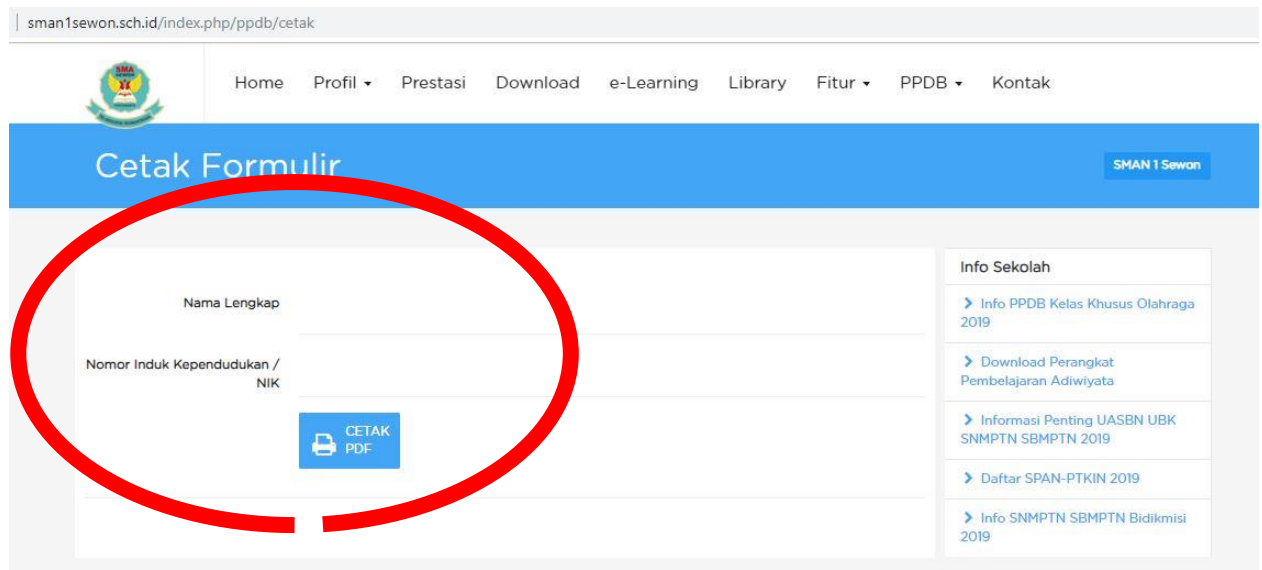 sman1sewon.sch.id/index.php/ppdb/cetak
SMA
Home Profil Prestasi Download e-Learning Library Fitur PPDB Kontak
Cetak Formulir
SMAN 1 Sewon
Nama Lengkap
Nomor Induk Kependudukan /
NIK
CETAK
PDF
Info Sekolah
Info PPDB Kelas Khusus Olahraga
2019
Download Perangkat
Pembelajaran Adiwiyata
Informasi Penting UASBN UBK
SNMPTN SBMPTN 2019
Daftar SPAN-PTKIN 2019
Info SNMPTN SBMPTN Bidikmisi
2019